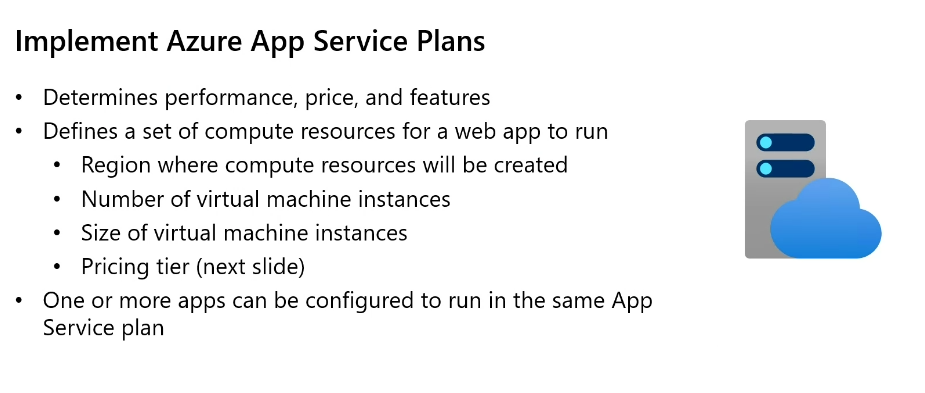 Implement Azure App Service Plans
• Determines performance, price, and features
• Defines a set of compute resources for a web app to run
• Region where compute resources will be created
• Number of virtual machine instances
• Size of virtual machine instances
• Pricing tier (next slide)
• One or more apps can be configured to run in the same App
Service plan